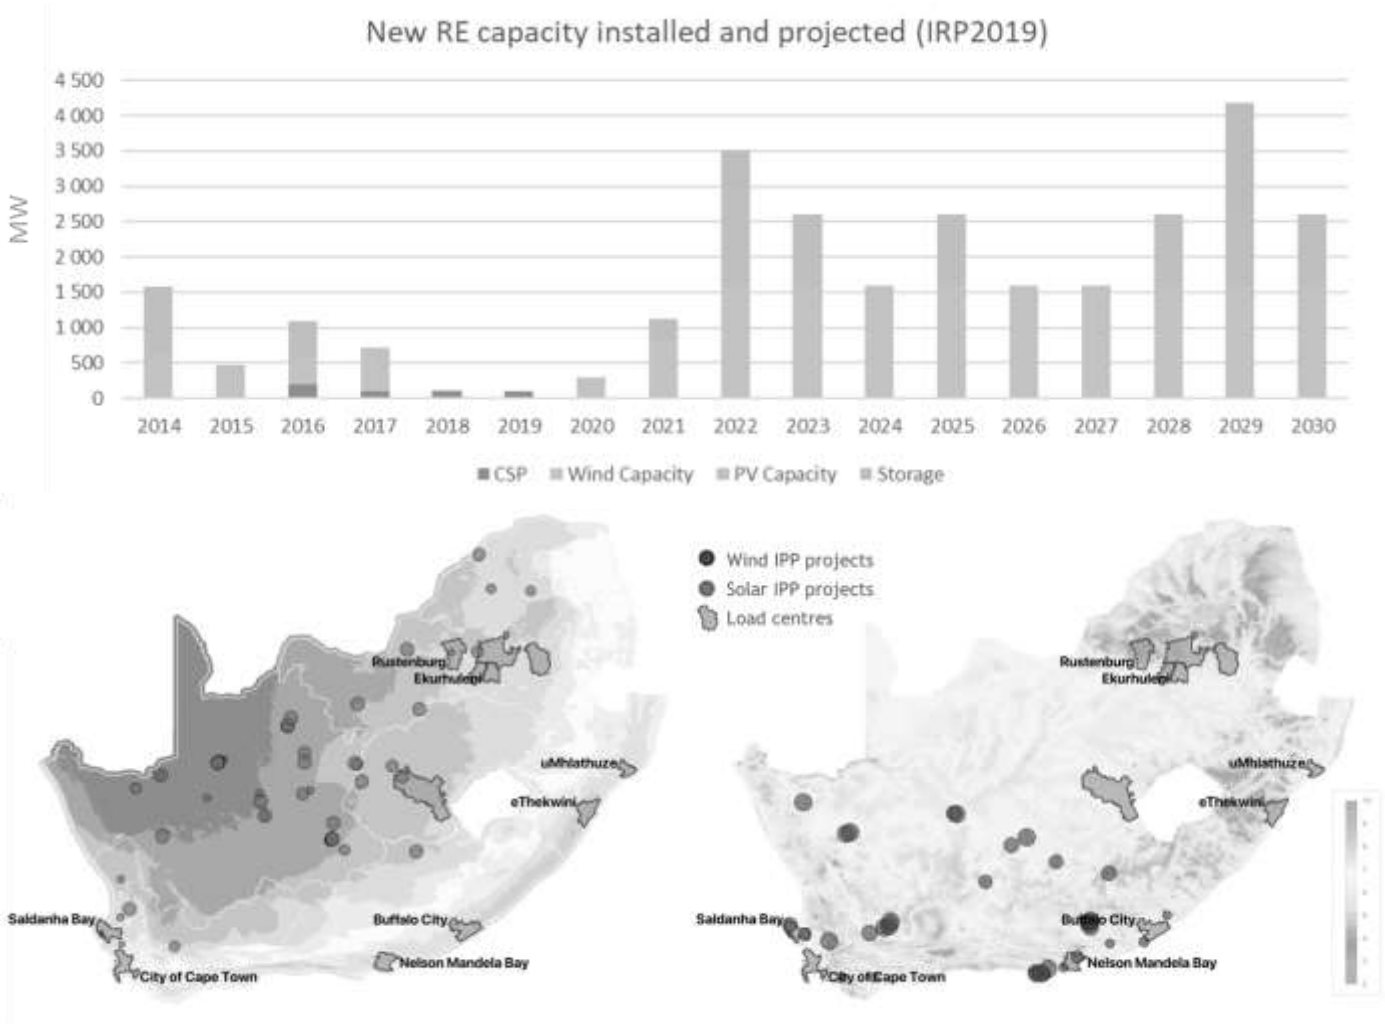 New RE capacity installed and projected (IRP2019)
MW
4 500
4 000
3 500
3 000
2 500
2 000
1 500
1 000
500
0
2014 2015 2016 2017 2018 2019 2020 2021 2022 2023 2024 2025 2026 2027 2028 2029 2030
CSP Wind Capacity PV Capacity Storage
Wind IPP projects
Solar IPP projects
Load centres
Rustenburg
Ekurhuleni
uMhlathuze
eThekwini
Saldanha Bay
Buffalo City
Nelson Mandela Bay
City of Cape Town
Rustenburg
Ekurhuleni
uMhlathuze
eThekwini
Saldanha Bay
Buffalo City
Nelson Mandela Bay
City of Cape Town